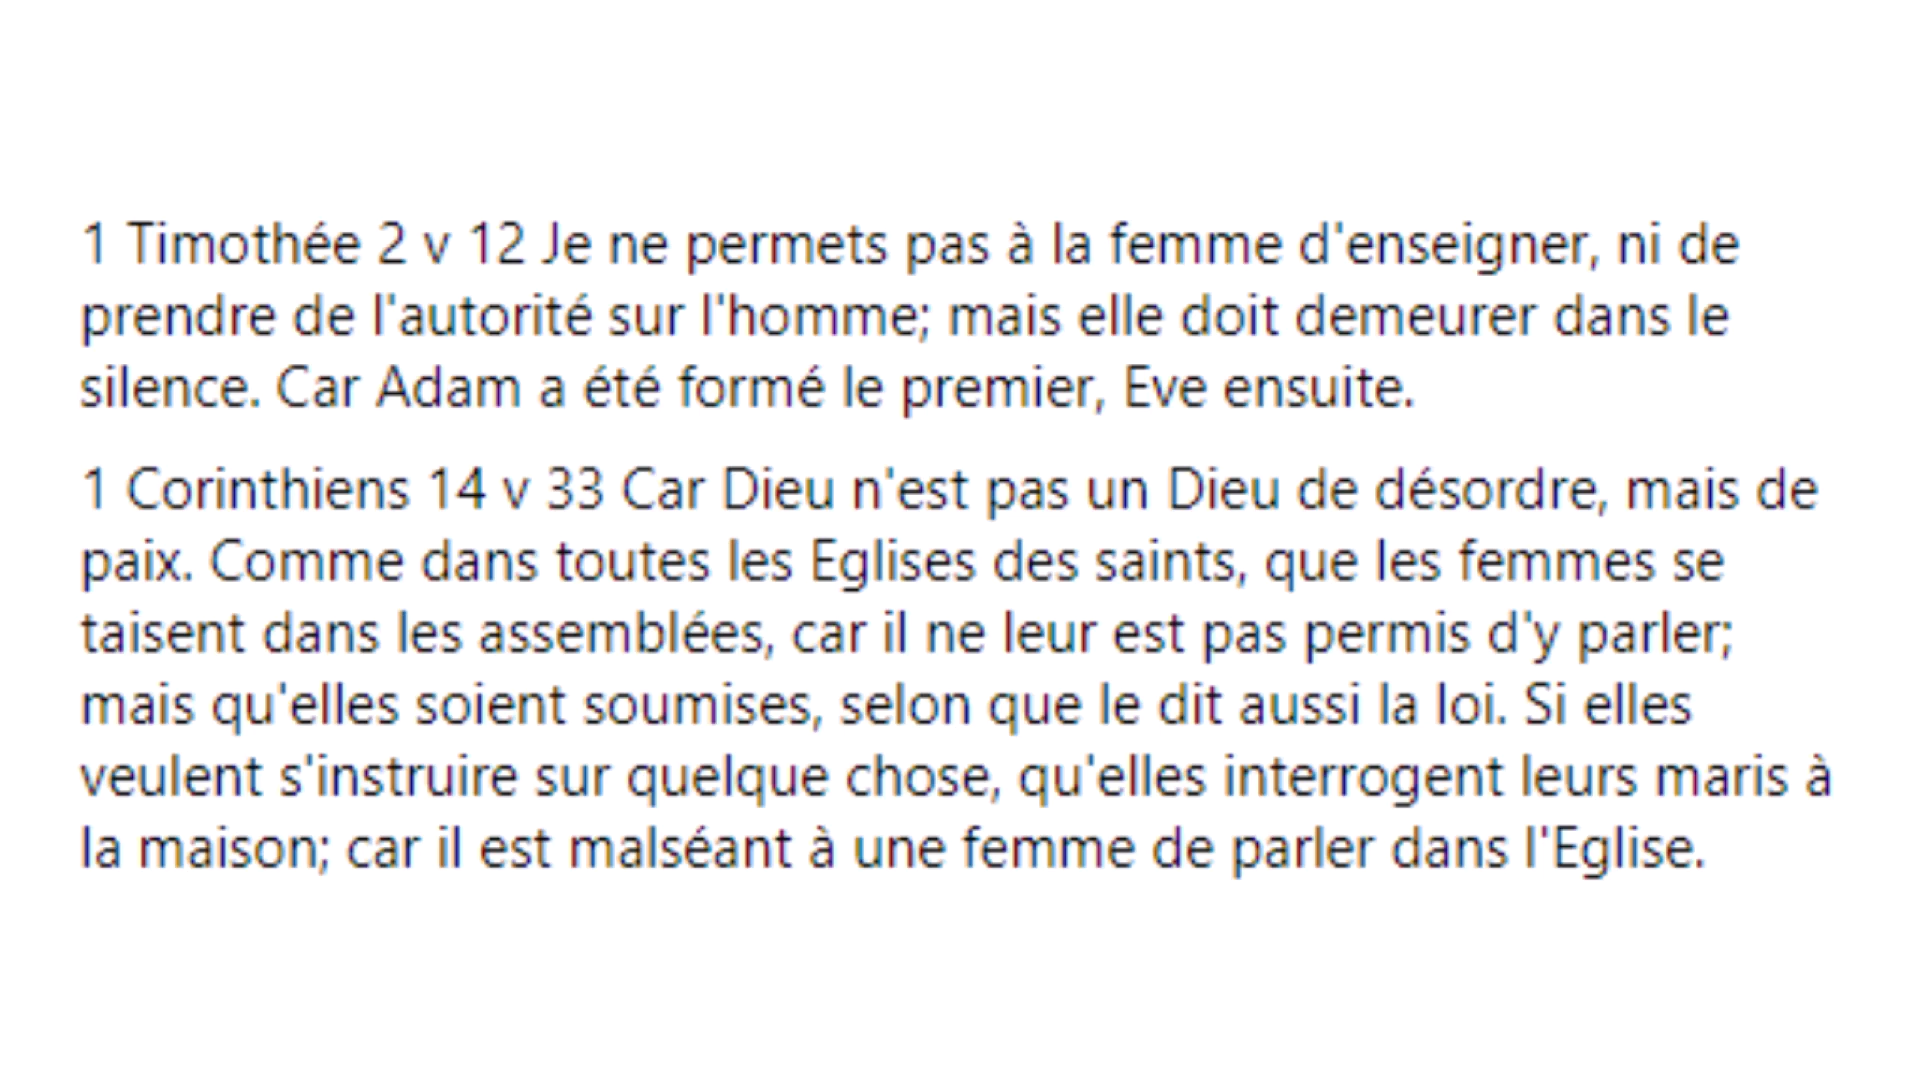 1 Timothée 2 v 12 Je ne permets pas à la femme d'enseigner, ni de
prendre de l'autorité sur l'homme; mais elle doit demeurer dans le
silence. Car Adam a été formé le premier, Eve ensuite.
1 Corinthiens 14 v 33 Car Dieu n'est pas un Dieu de désordre, mais de
paix. Comme dans toutes les Eglises des saints, que les femmes se
taisent dans les assemblées, car il ne leur est pas permis d'y parler;
mais qu'elles soient soumises, selon que le dit aussi la loi. Si elles
veulent s'instruire sur quelque chose, qu'elles interrogent leurs maris à
la maison; car il est malséant à une femme de parler dans l'Eglise.